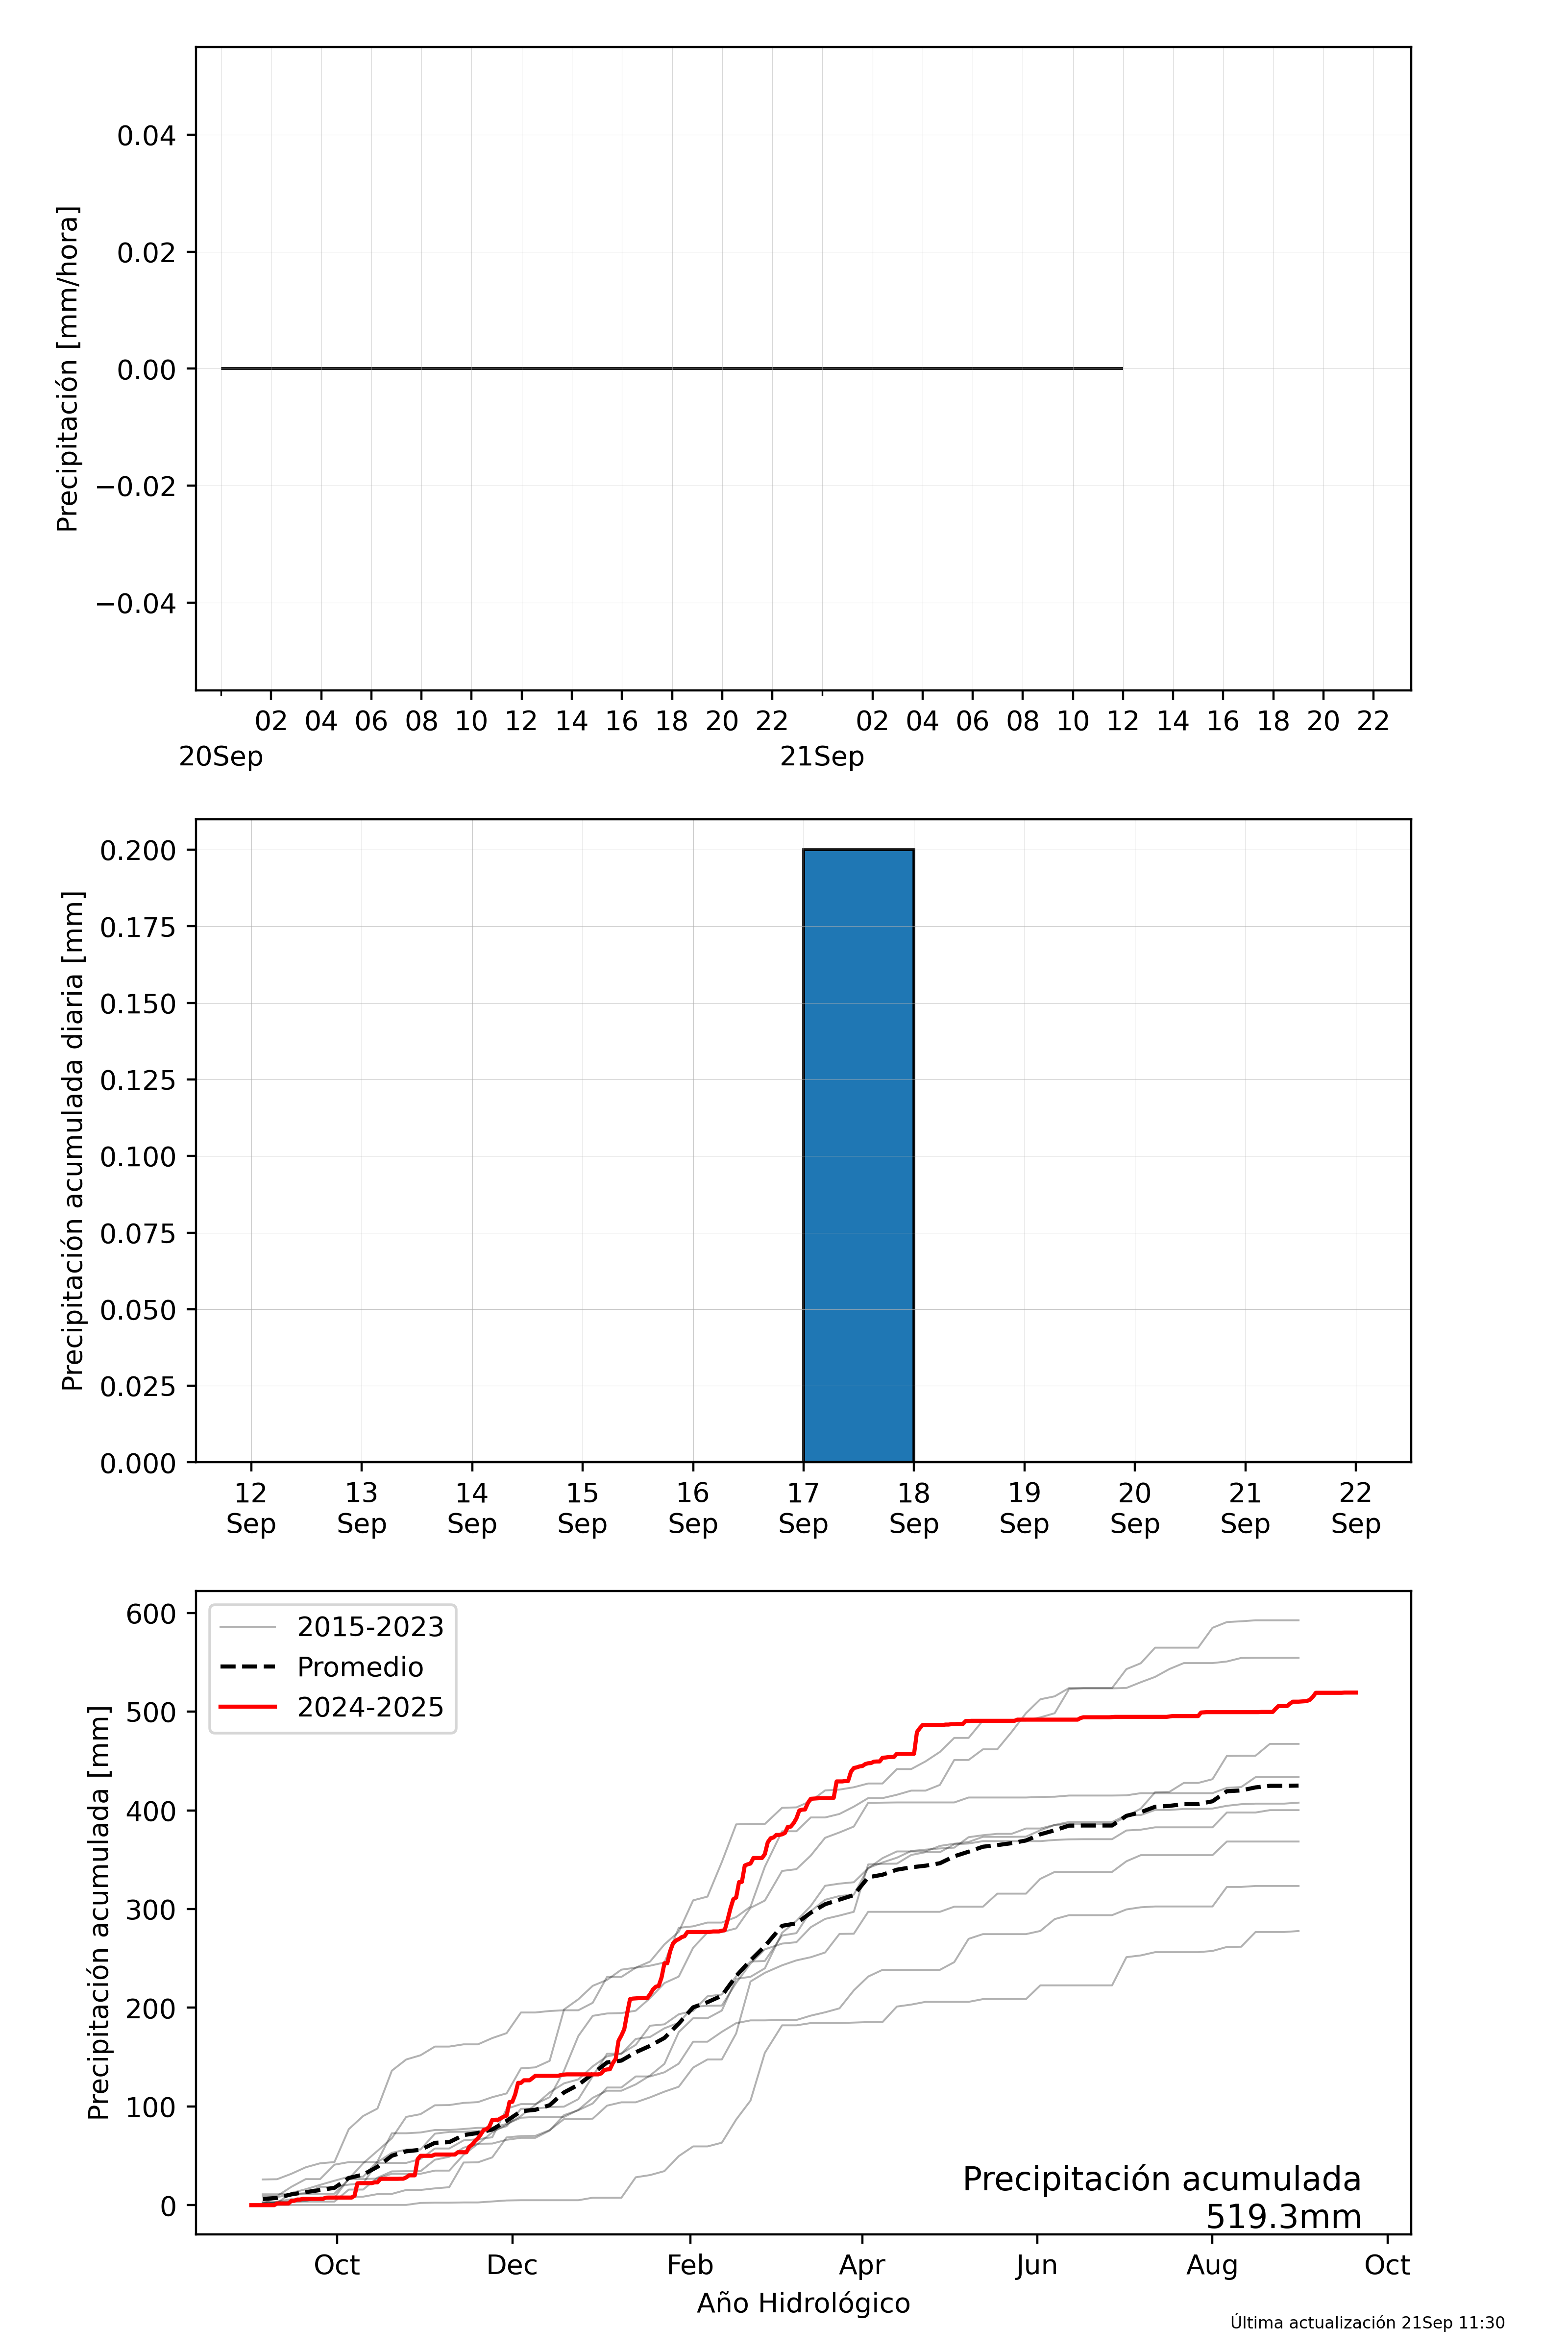 Precipitación [mm/hora]
0.04
0.02
0.00
−0.02
−0.04
02 04 06 08 10 12 14 16 18 20 22 02 04 06 08 10 12 14 16 18 20 22
20Sep 21Sep
Precipitación acumulada diaria [mm]
0.200
0.175
0.150
0.125
0.100
0.075
0.050
0.025
0.000
12 13 14 15 16 17 18 19 20 21 22
Sep Sep Sep Sep Sep Sep Sep Sep Sep Sep Sep
Precipitación acumulada [mm]
600
500
400
300
200
100
0
2015-2023
Promedio
2024-2025
Precipitación acumulada
519.3mm
Oct Dec Feb Apr Jun Aug Oct
Año Hidrológico
Última actualización 21Sep 11:30